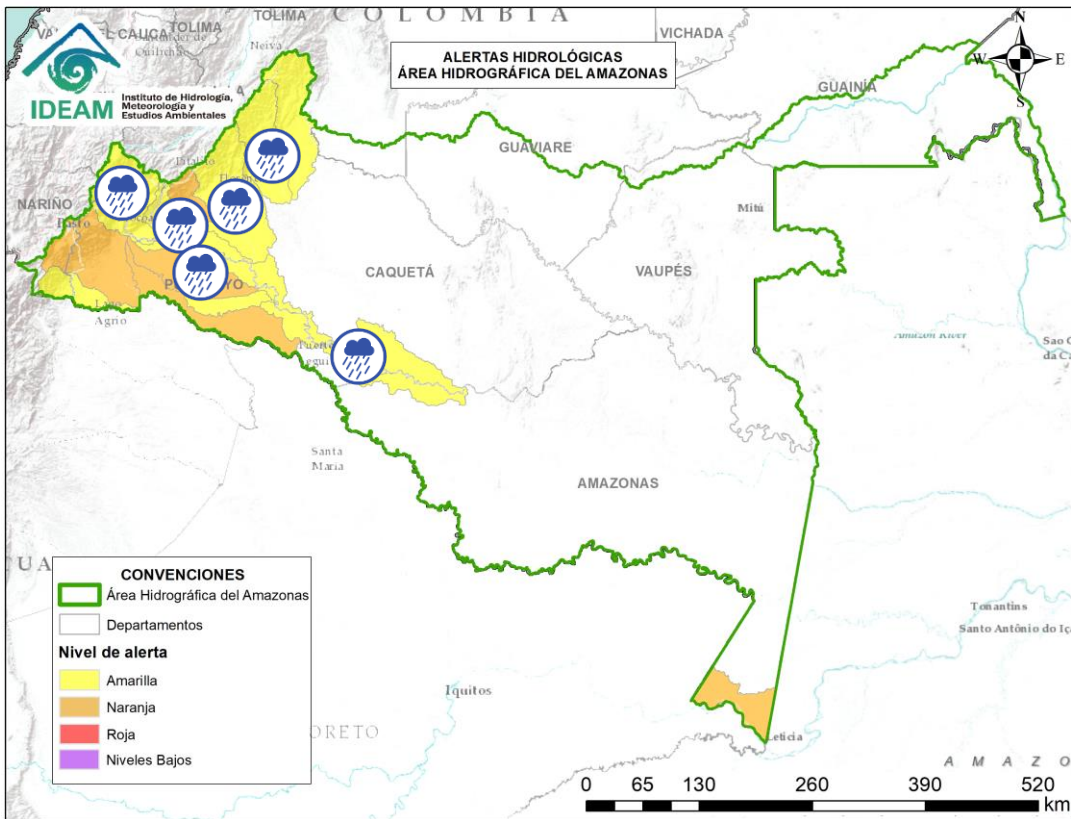 COLOMBIA
TOLIMA
TOLIMA
VICHADA
Neiva
N
W E
S
ALERTAS HIDROLÓGICAS
ÁREA HIDROGRÁFICA DEL AMAZONAS
IDEAM
Instituto de Hidrología,
Meteorología y
Estudios Ambientales
GUAINÍA
GUAVIARE
NARIÑO
Mitú
CAQUETÁ
VAUPÉS
Agrio
Amazon River
Santa
Maria
AMAZONAS
CONVENCIONES
Área Hidrográfica del Amazonas
Departamentos
Nivel de alerta
Amarilla
Naranja
Roja
Niveles Bajos
Tonantins
Santo Antônio do Iça
Iquitos
Leticia
0 65 130 260 390 520
km